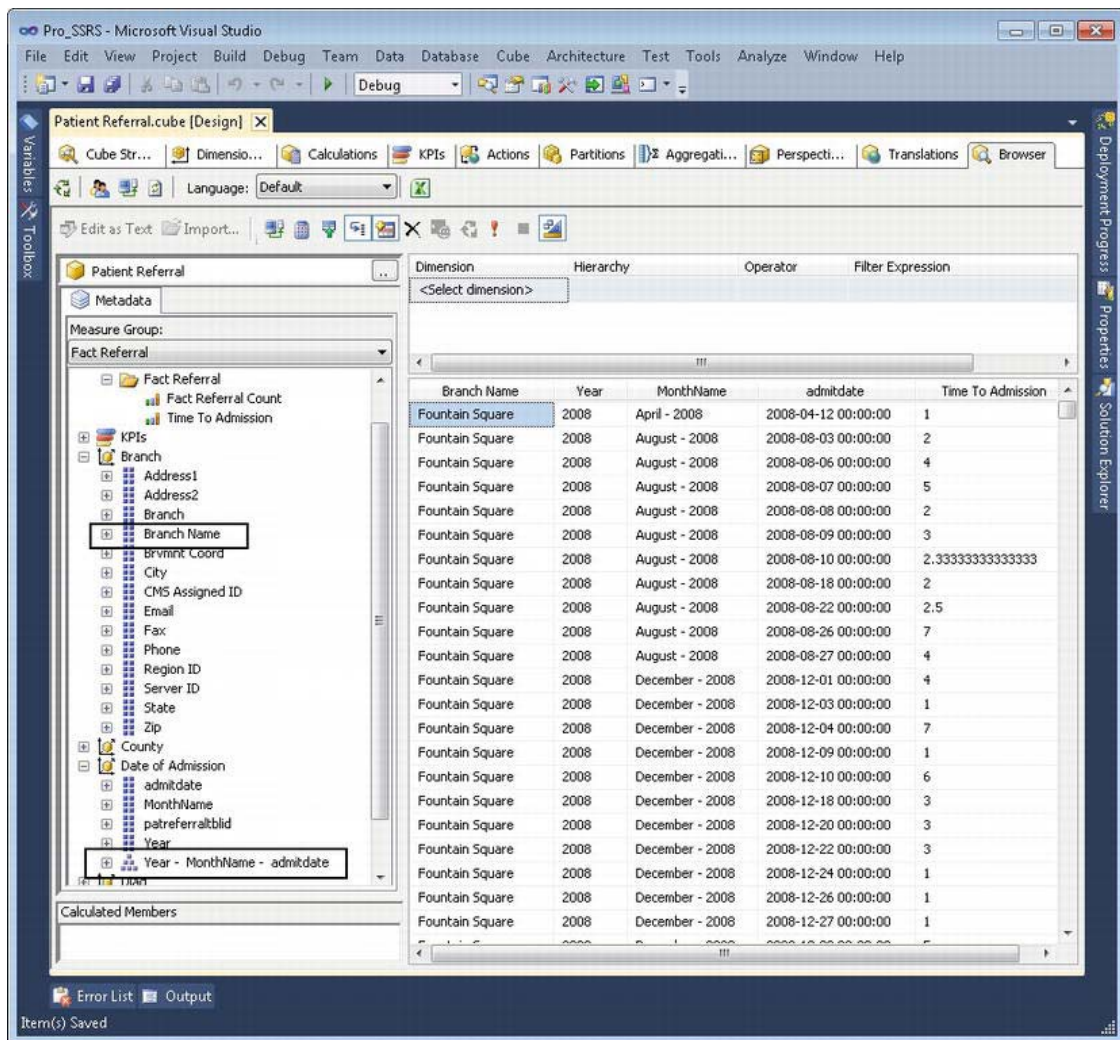 Pro_SSRS - Microsoft Visual Studio
File Edit View Project Build Debug Team Data Database Cube Architecture Test Tools Analyze Window Help
Debug
Patient Referral.cube [Design]
Cube Str... Dimensio... Calculations KPIs Actions Partitions Aggregati... Perspecti... Translations Browser
Language: Default
Edit as Text Import...
Variables
Toolbox
Patient Referral
Metadata
Measure Group:
Fact Referral
Fact Referral
Fact Referral Count
Time To Admission
KPIs
Branch
Address1
Address2
Branch
Branch Name
Brvmnt Coord
City
CMS Assigned ID
Email
Fax
Phone
Region ID
Server ID
State
Zip
County
Date of Admission
admitdate
MonthName
patreferraltblid
Year
Year - MonthName - admitdate
Calculated Members
Dimension Hierarchy Operator Filter Expression
<Select dimension>
Branch Name Year MonthName admitdate Time To Admission
Fountain Square 2008 April - 2008 2008-04-12 00:00:00 1
Fountain Square 2008 August - 2008 2008-08-03 00:00:00 2
Fountain Square 2008 August - 2008 2008-08-06 00:00:00 4
Fountain Square 2008 August - 2008 2008-08-07 00:00:00 5
Fountain Square 2008 August - 2008 2008-08-08 00:00:00 2
Fountain Square 2008 August - 2008 2008-08-09 00:00:00 3
Fountain Square 2008 August - 2008 2008-08-10 00:00:00 2.33333333333333
Fountain Square 2008 August - 2008 2008-08-18 00:00:00 2
Fountain Square 2008 August - 2008 2008-08-22 00:00:00 2.5
Fountain Square 2008 August - 2008 2008-08-26 00:00:00 7
Fountain Square 2008 August - 2008 2008-08-27 00:00:00 4
Fountain Square 2008 December - 2008 2008-12-01 00:00:00 4
Fountain Square 2008 December - 2008 2008-12-03 00:00:00 1
Fountain Square 2008 December - 2008 2008-12-04 00:00:00 7
Fountain Square 2008 December - 2008 2008-12-09 00:00:00 1
Fountain Square 2008 December - 2008 2008-12-10 00:00:00 6
Fountain Square 2008 December - 2008 2008-12-18 00:00:00 3
Fountain Square 2008 December - 2008 2008-12-20 00:00:00 3
Fountain Square 2008 December - 2008 2008-12-22 00:00:00 3
Fountain Square 2008 December - 2008 2008-12-24 00:00:00 1
Fountain Square 2008 December - 2008 2008-12-26 00:00:00 1
Fountain Square 2008 December - 2008 2008-12-27 00:00:00 1
Deployment Progress
Properties
Solution Explorer
Error List Output
Item(s) Saved